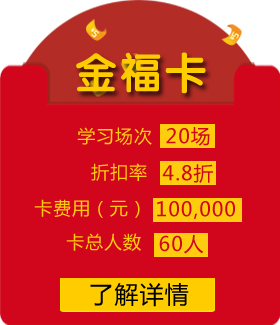 金福卡
学习场次 20场
折扣率 4.8折
卡费用（元） 100,000
卡总人数 60人
了解详情